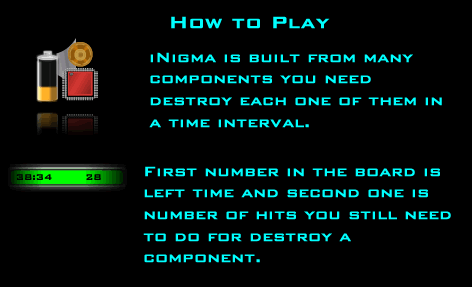 How to Play
iNigma is built from many
components you need
destroy each one of them in
a time interval.
38:34 28
First number in the board is
left time and second one is
number of hits you still need
to do for destroy a
component.